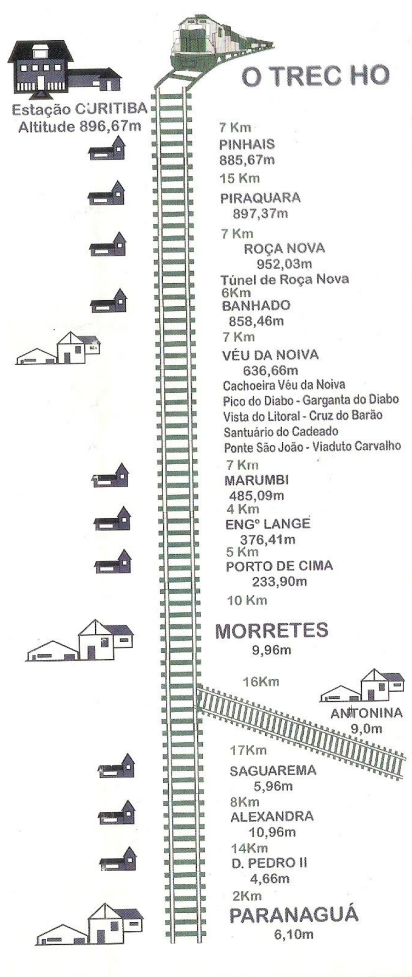 O TREC HO
Estação CURITIBA
Altitude 896,67m
7 Km
PINHAIS
885,67m
15 Km
PIRAQUARA
897,37m
7 Km
ROÇA NOVA
952,03m
Túnel de Roça Nova
6Km
BANHADO
858,46m
7 Km
VÉU DA NOIVA
636,66m
Cachoeira Véu da Noiva
Pico do Diabo - Garganta do Diabo
Vista do Litoral - Cruz do Barão
Santuário do Cadeado
Ponte São João - Viaduto Carvalho
7 Km
MARUMBI
485,09m
4 Km
ENGº LANGE
376,41m
5 Km
PORTO DE CIMA
233,90m
10 Km
MORRETES
9,96m
16Km
ANTONINA
9,0m
17Km
SAGUAREMA
5,96m
8Km
ALEXANDRA
10,96m
14Km
D. PEDRO II
4,66m
2Km
PARANAGUÁ
6,10m